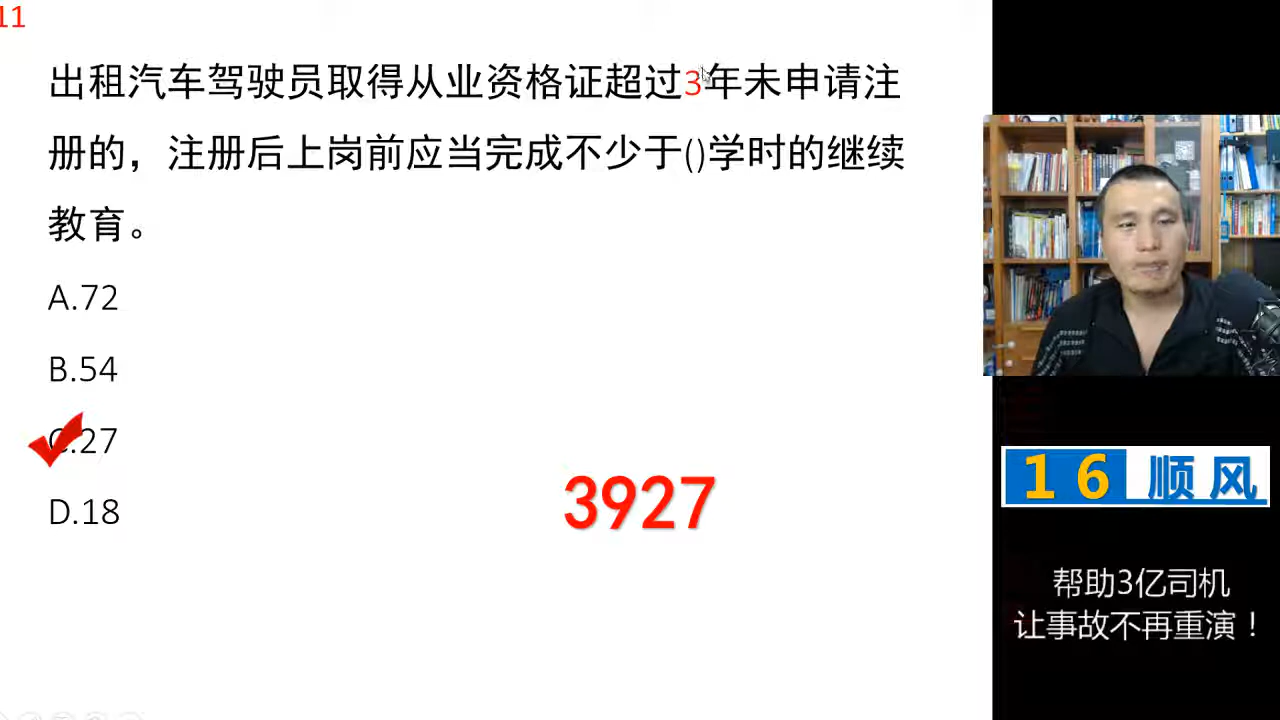 11
出租汽车驾驶员取得从业资格证超过3年未申请注
册的，注册后上岗前应当完成不少于()学时的继续
教育。
A.72
B.54
C.27
D.18
3927
16顺风
帮助3亿司机
让事故不再重演！